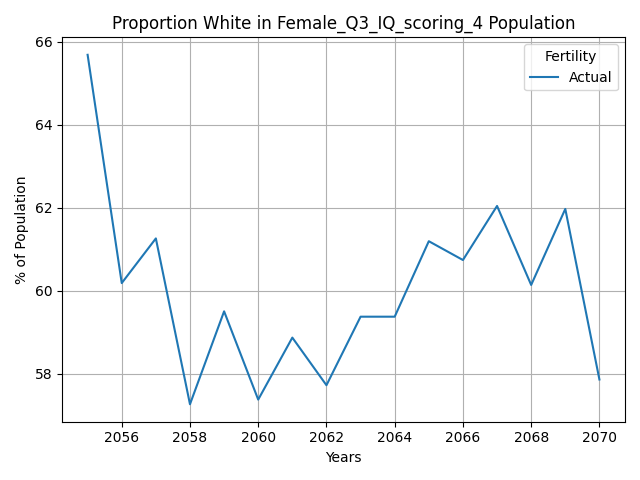 Proportion White in Female_Q3_IQ_scoring_4 Population
Fertility
Actual
66
64
62
60
58
% of Population
2056 2058 2060 2062 2064 2066 2068 2070
Years